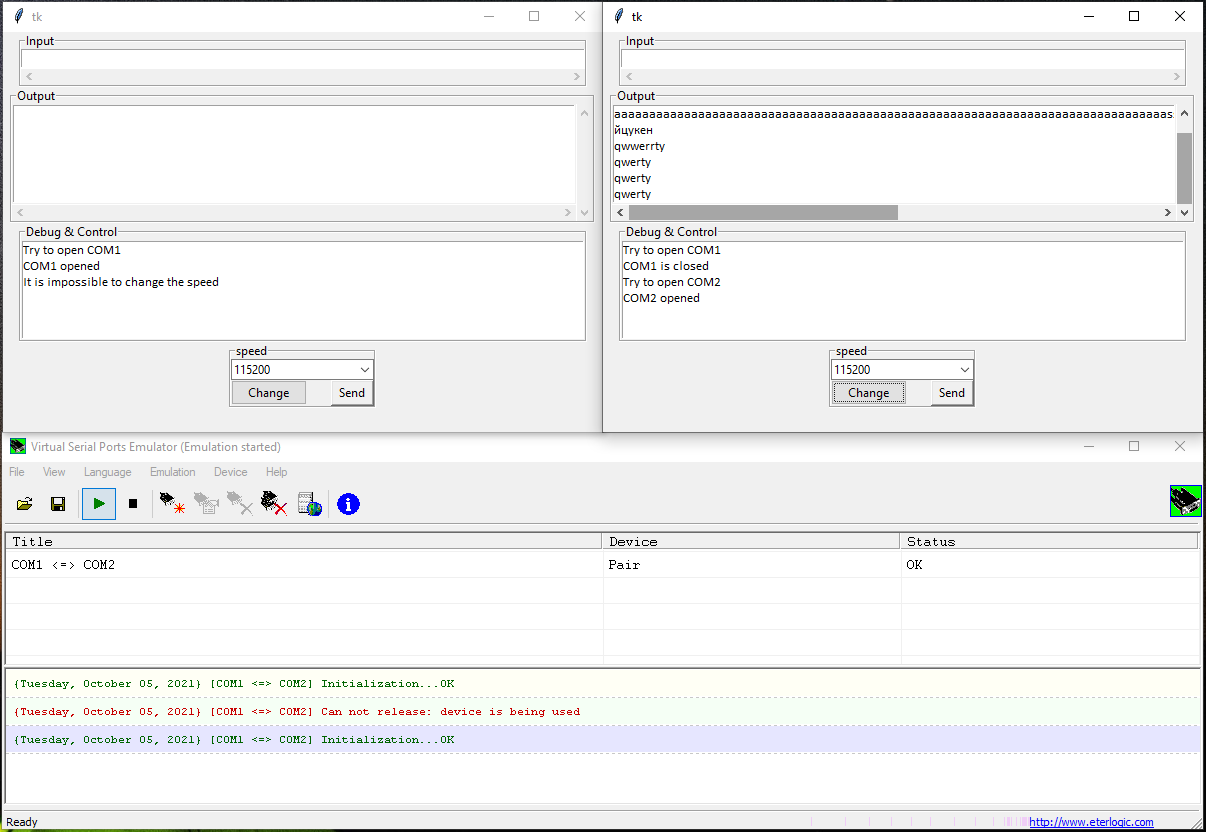 tk
Input
Output
Debug & Control
Try to open COM1
COM1 opened
It is impossible to change the speed
speed
115200
Change Send
tk
Input
Output
йцукен
qwwerrty
qwerty
qwerty
qwerty
Debug & Control
Try to open COM1
COM1 is closed
Try to open COM2
COM2 opened
speed
115200
Change Send
Virtual Serial Ports Emulator (Emulation started)
File View Language Emulation Device Help
Title Device Status
COM1 <=> COM2 Pair OK
{Tuesday, October 05, 2021} [COM1 <=> COM2] Initialization...OK
{Tuesday, October 05, 2021} [COM1 <=> COM2] Can not release: device is being used
{Tuesday, October 05, 2021} [COM1 <=> COM2] Initialization...OK
Ready
http://www.eterlogic.com